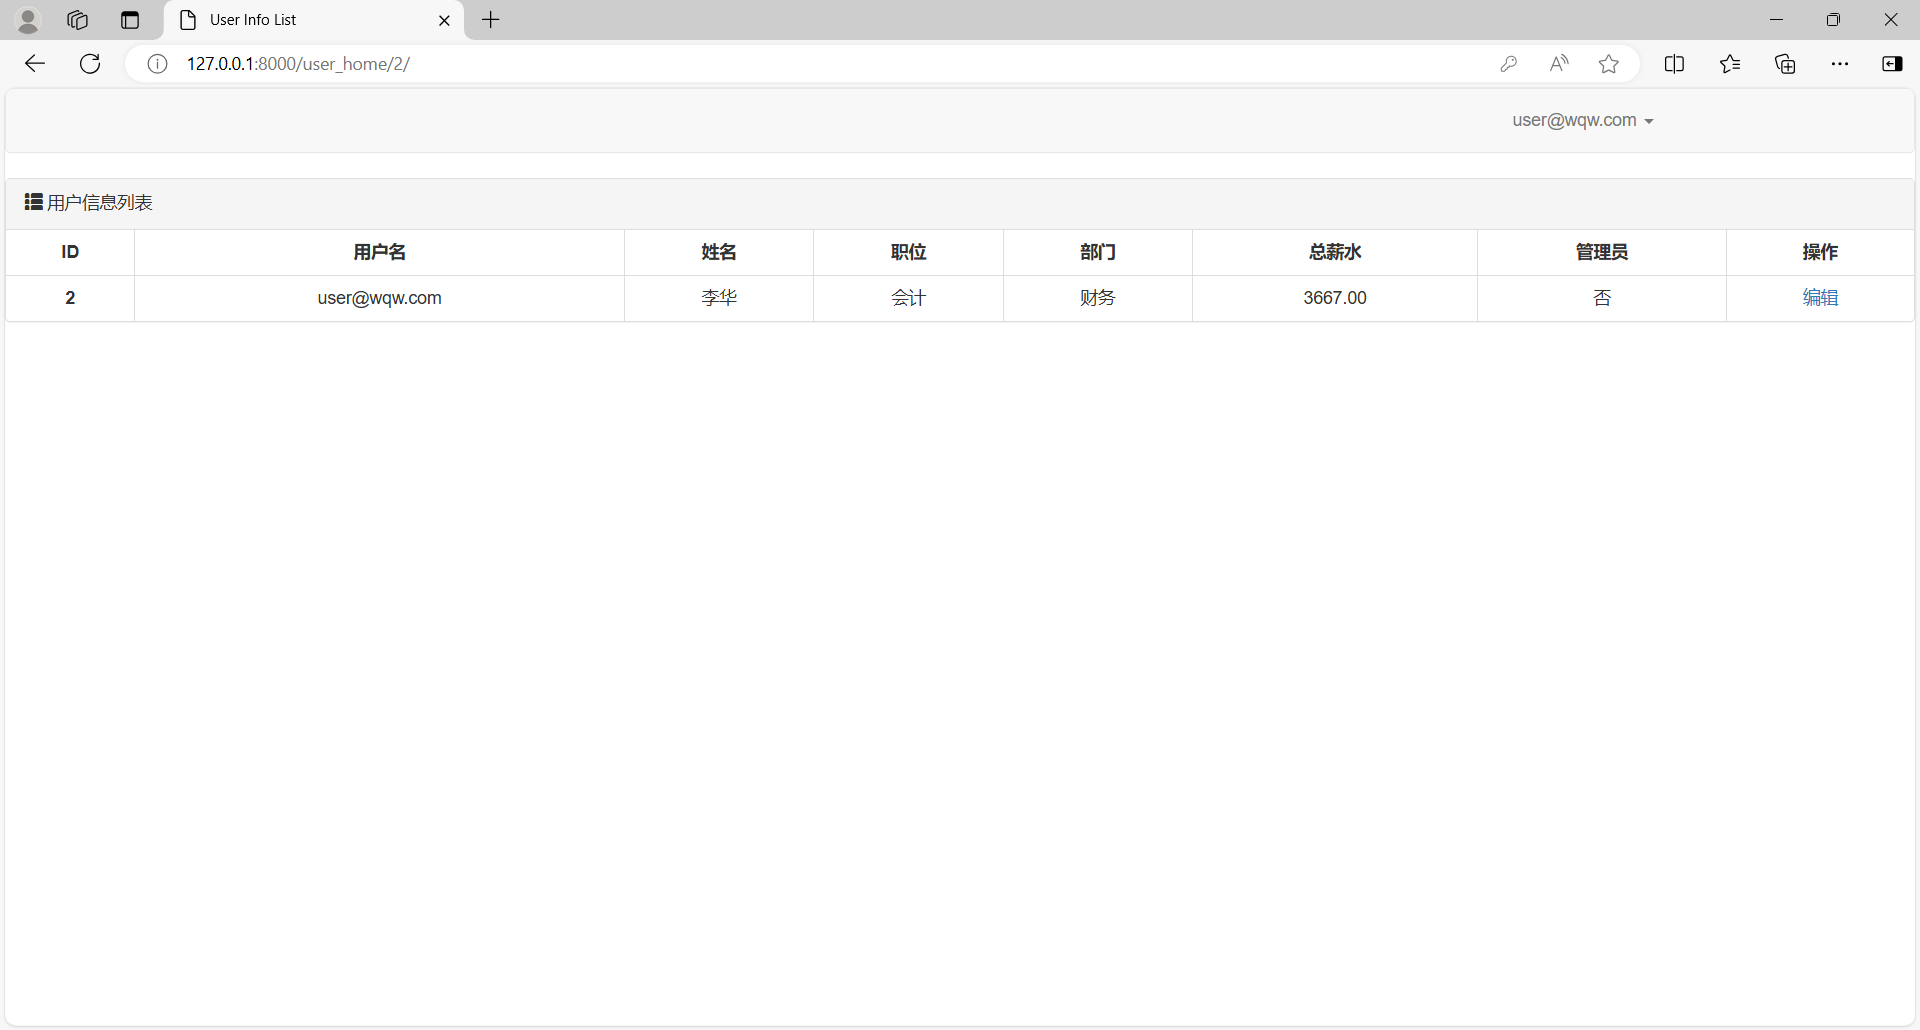 User Info List
127.0.0.1:8000/user_home/2/
user@wqw.com
用户信息列表
ID 用户名 姓名 职位 部门 总薪水 管理员 操作
2 user@wqw.com 李华 会计 财务 3667.00 否 编辑